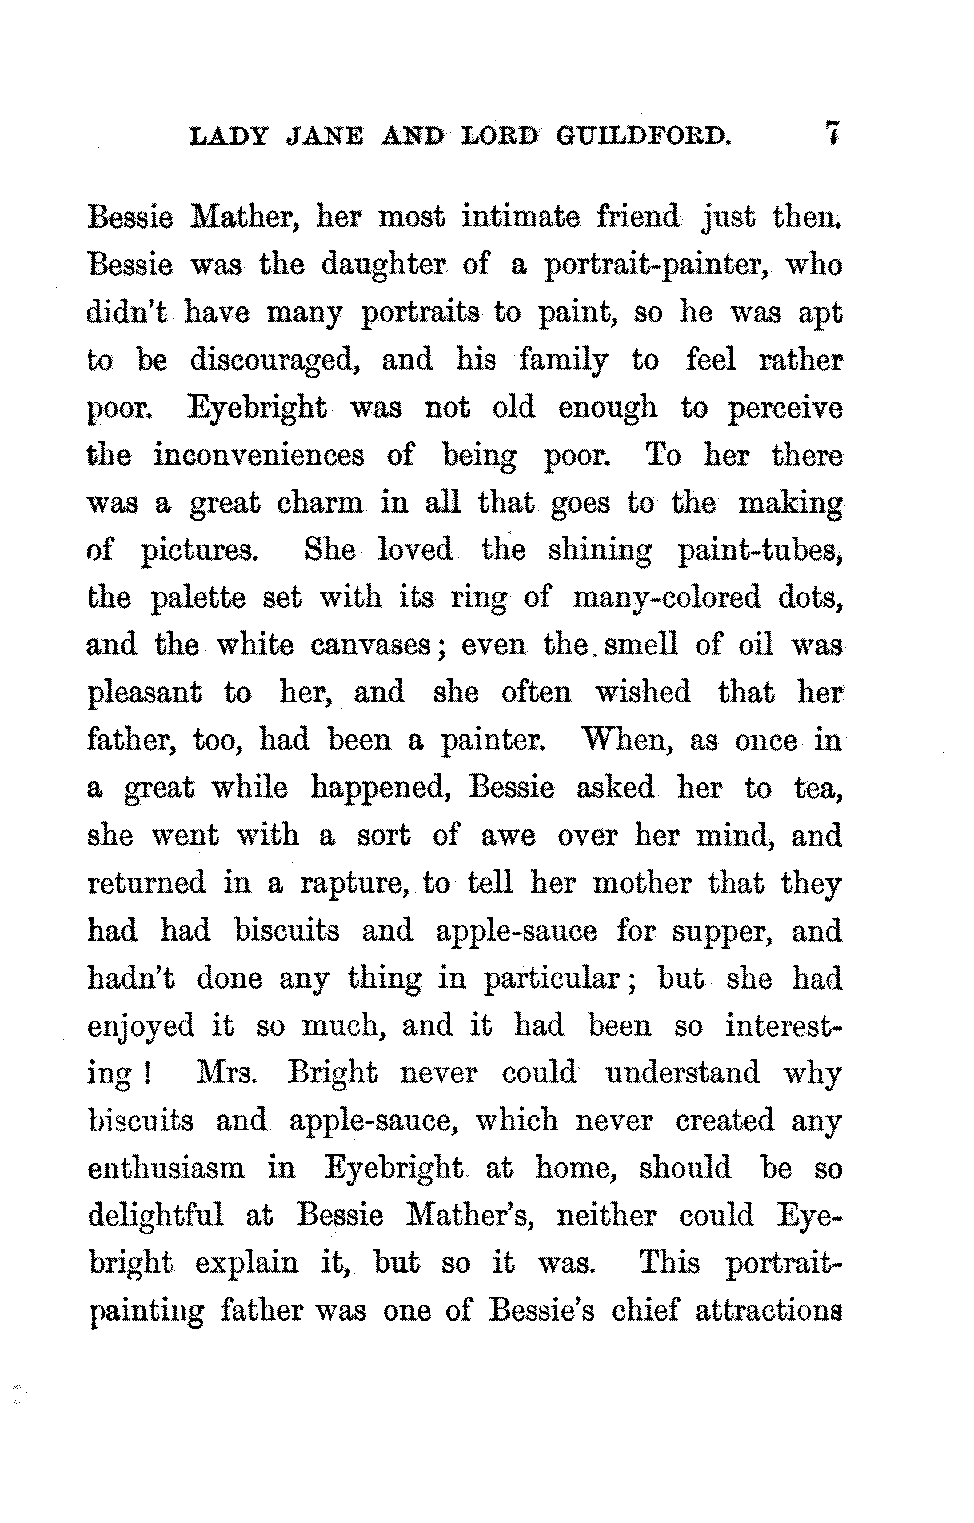 LADY JANE AND LORD GUILDFORD. 7
Bessie Mather, her most intimate friend just then.
Bessie was the daughter of a portrait-painter, who
didn't have many portraits to paint, so he was apt
to be discouraged, and his family to feel rather
poor. Eyebright was not old enough to perceive
the inconveniences of being poor. To her there
was a great charm in all that goes to the making
of pictures. She loved the shining paint-tubes,
the palette set with its ring of many-colored dots,
and the white canvases; even the smell of oil was
pleasant to her, and she often wished that her
father, too, had been a painter. When, as once in
a great while happened, Bessie asked her to tea,
she went with a sort of awe over her mind, and
returned in a rapture, to tell her mother that they
had had biscuits and apple-sauce for supper, and
hadn't done any thing in particular; but she had
enjoyed it so much, and it had been so interest-
ing! Mrs. Bright never could understand why
biscuits and apple-sauce, which never created any
enthusiasm in Eyebright at home, should be so
delightful at Bessie Mather's, neither could Eye-
bright explain it, but so it was. This portrait-
painting father was one of Bessie's chief attractions